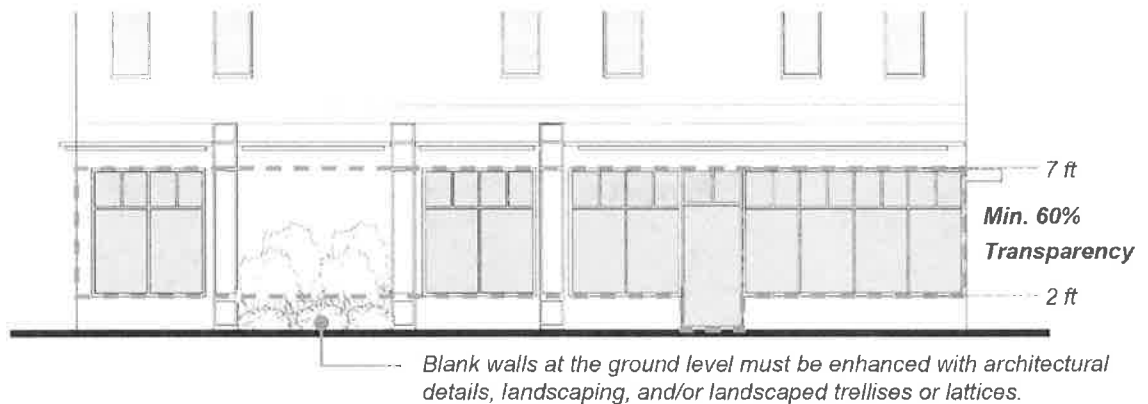 7 ft
Min. 60%
Transparency
2 ft
Blank walls at the ground level must be enhanced with architectural
details, landscaping, and/or landscaped trellises or lattices.